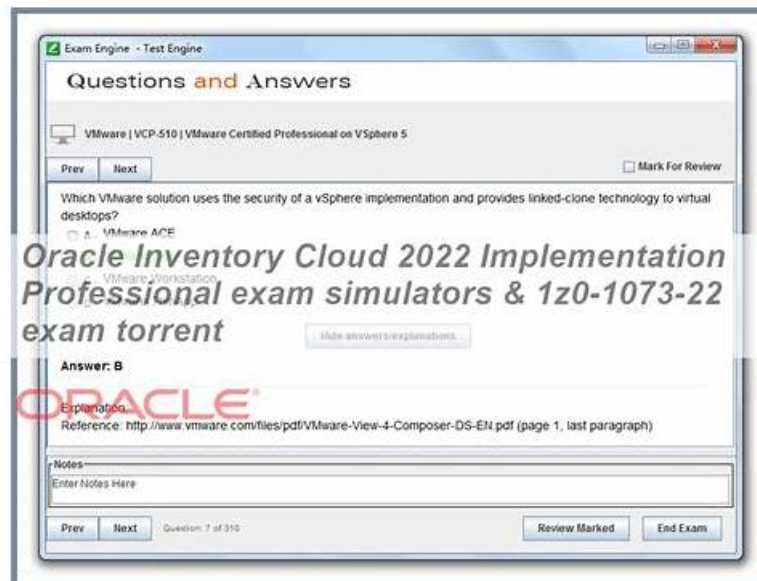 Exam Engine - Test Engine
Questions and Answers
VMware | VCP-510 | VMware Certified Professional on VSphere 5
Prev Next Mark For Review
Which VMware solution uses the security of a vSphere implementation and provides linked-clone technology to virtual
desktops?
A. VMware ACE
Oracle Inventory Cloud 2022 Implementation
C. VMware Workstation
Professional exam simulators & 1z0-1073-22
exam torrent
Hide answers/explanations
Answer: B
ORACLE®
Explanation:
Reference: http://www.vmware.com/files/pdf/VMware-View-4-Composer-DS-EN.pdf (page 1, last paragraph)
Notes
Enter Notes Here
Prev Next Question: 7 of 310 Review Marked End Exam